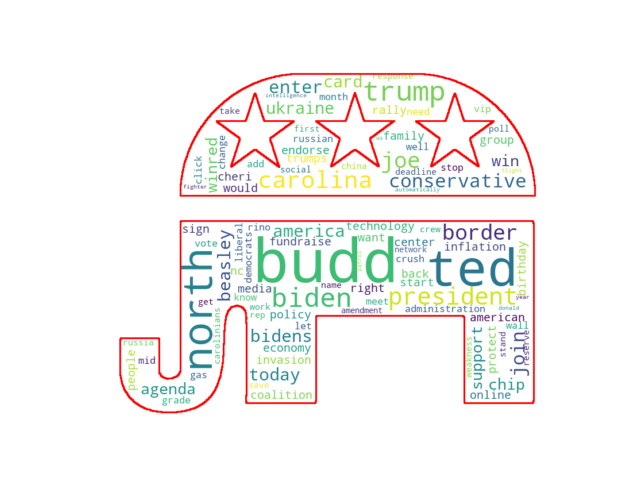 response
enter card trump
intelligence month
take ukraine rally need vip
first poll
russian family group
change endorse well
click winred trumps joe win
add china stop flight
social deadline
cheri carolina conservative
fighter would automatically
sign rino america technology crew border
vote liberal fundraise want center inflation
beasley democrats budd network ted birthday
north nc crush
media name right back start
know biden meet president year
get work amendment administration donald
carolinians rep policy american
let wall
russia bidens support protect stand join reserve
people mid economy
invasion weakness
gas today chip
agenda save
grade coalition online